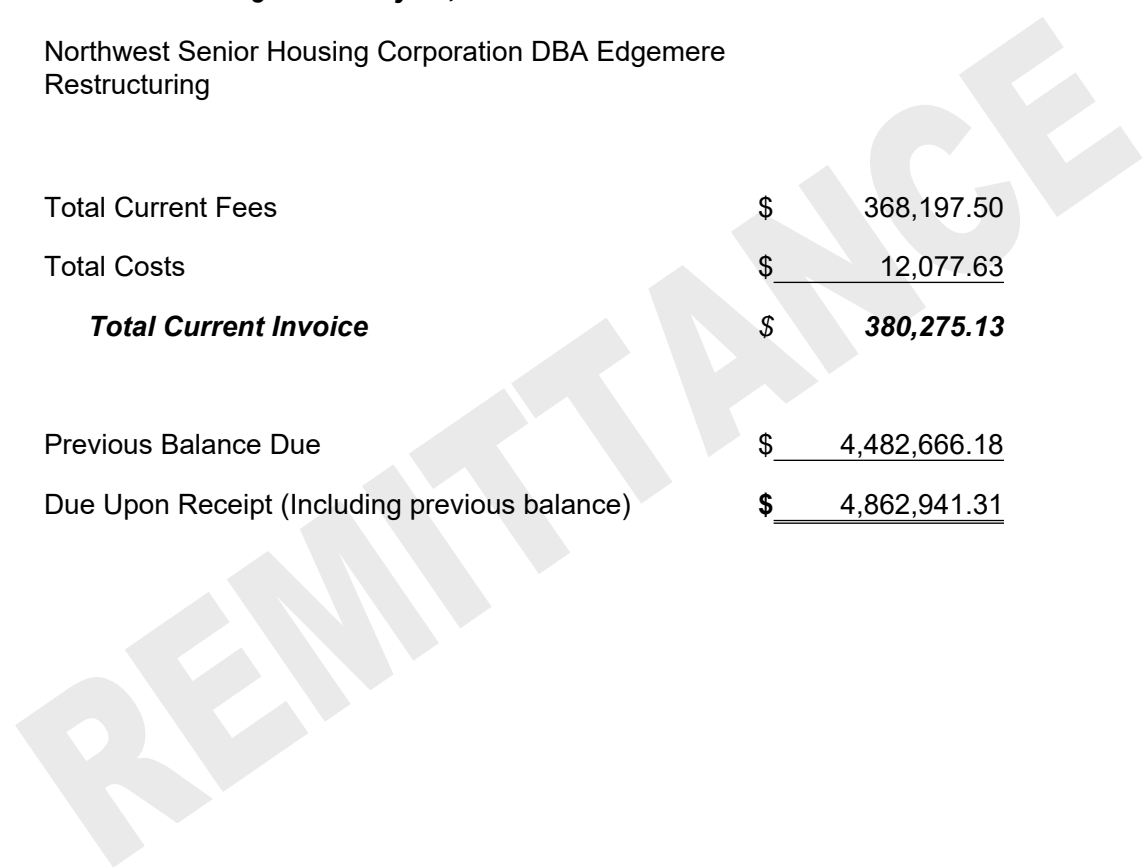 Northwest Senior Housing Corporation DBA Edgemere
Restructuring
Total Current Fees $ 368,197.50
Total Costs $ 12,077.63
Total Current Invoice $ 380,275.13
Previous Balance Due $ 4,482,666.18
Due Upon Receipt (Including previous balance) $ 4,862,941.31
REMITTANCE